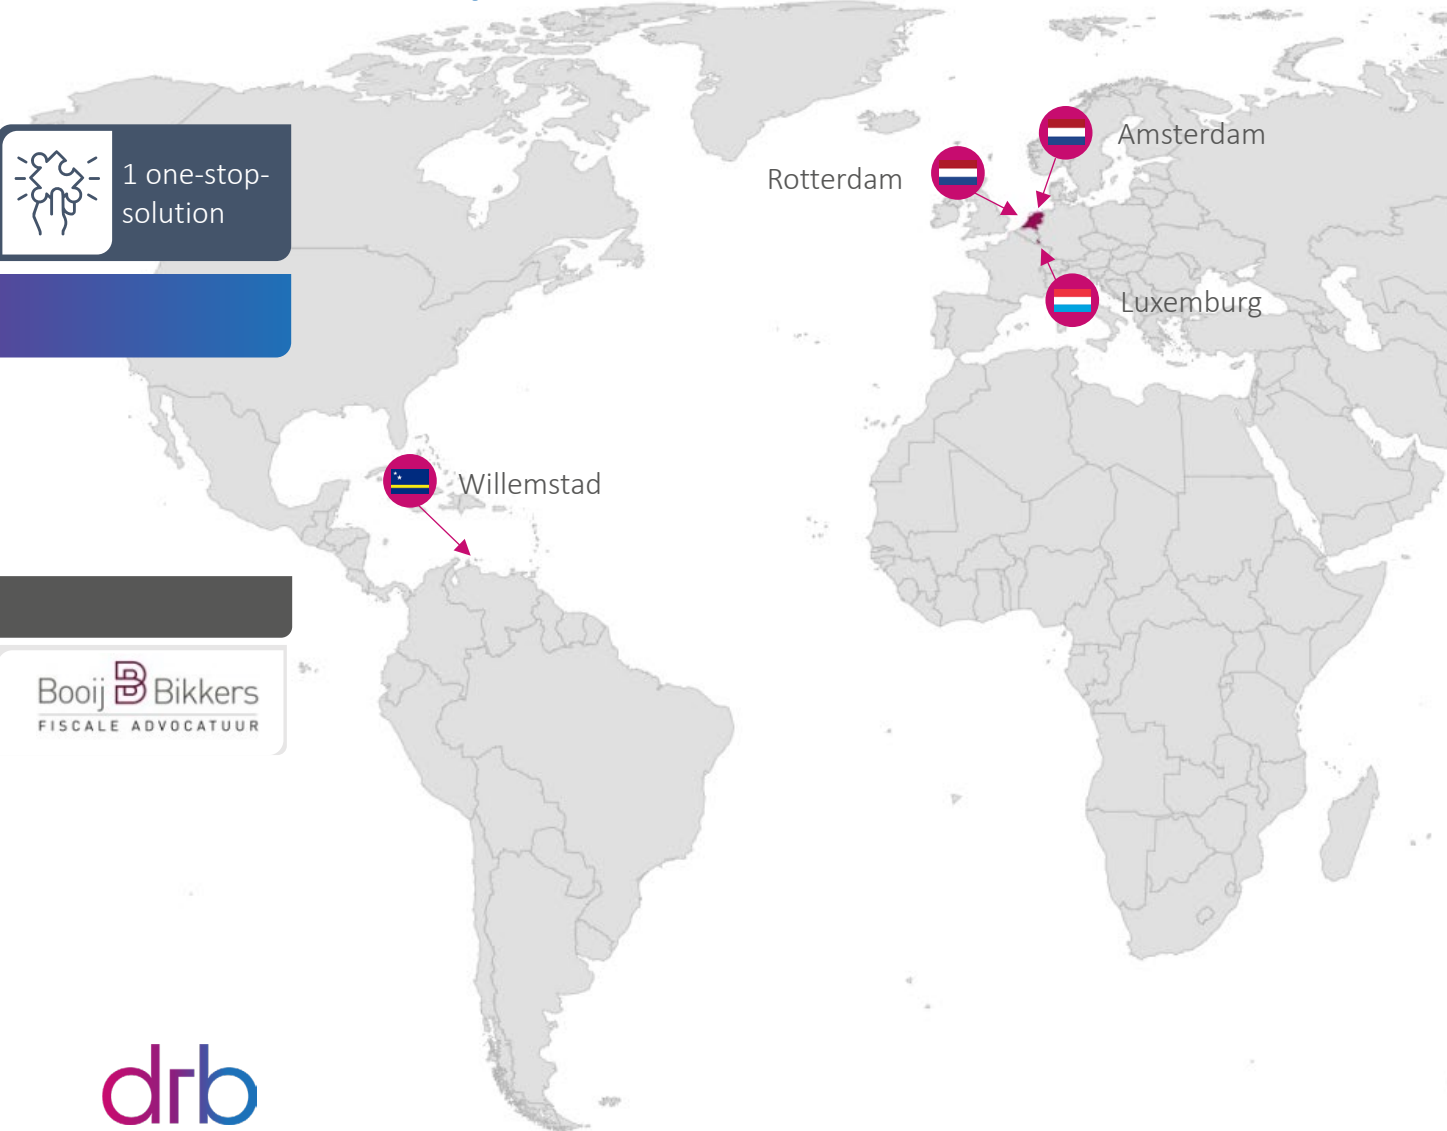 1 one-stop-
solution
Amsterdam
Rotterdam
Luxemburg
Willemstad
Booij B Bikkers
FISCALE ADVOCATUUR
drb